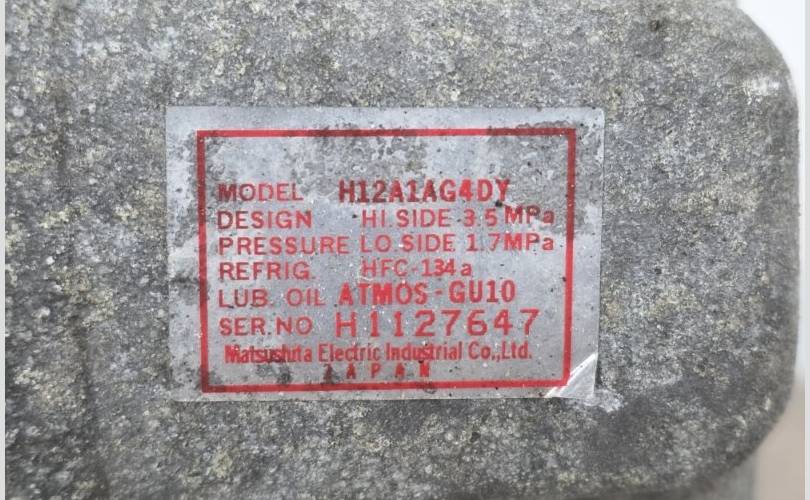 MODEL H12A1AG4DY
DESIGN HI.SIDE 3.5 MPa
PRESSURE LO SIDE 1.7MPa
REFRIG. HFC-134a
LUB. OIL ATMOS-GU10
SER.NO H1127647
Matsushita Electric Industrial Co.,Ltd.
JAPAN